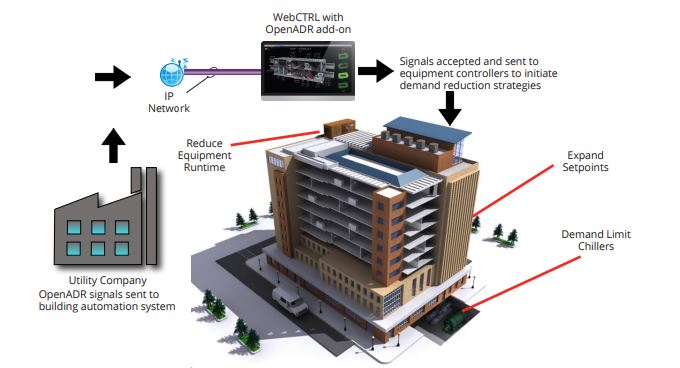 WebCTRL with
OpenADR add-on
IP
Network
Signals accepted and sent to
equipment controllers to initiate
demand reduction strategies
Reduce
Equipment
Runtime
Expand
Setpoints
Demand Limit
Chillers
Utility Company
OpenADR signals sent to
building automation system